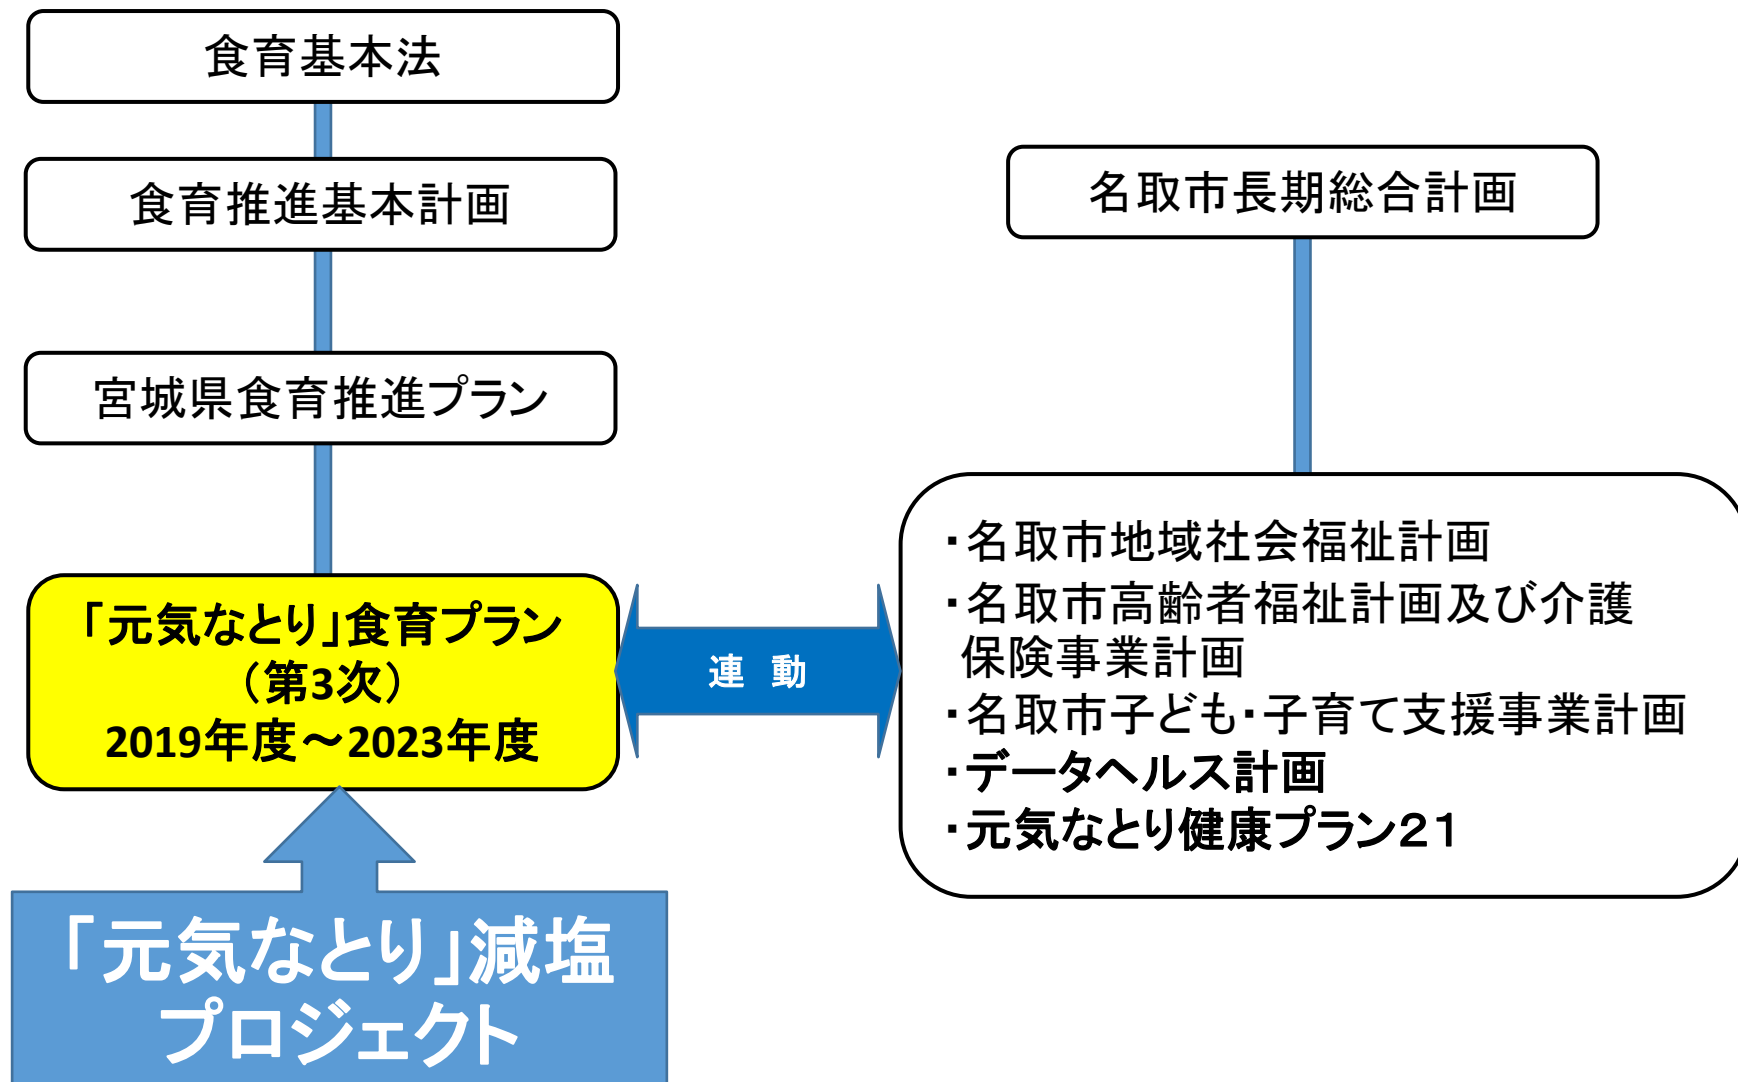 食育基本法
食育推進基本計画
宮城県食育推進プラン
「元気なとり」食育プラン
（第3次）
2019年度～2023年度
「元気なとり」減塩
プロジェクト
連　動
名取市長期総合計画
・名取市地域社会福祉計画
・名取市高齢者福祉計画及び介護
保険事業計画
・名取市子ども・子育て支援事業計画
・データヘルス計画
・元気なとり健康プラン２１